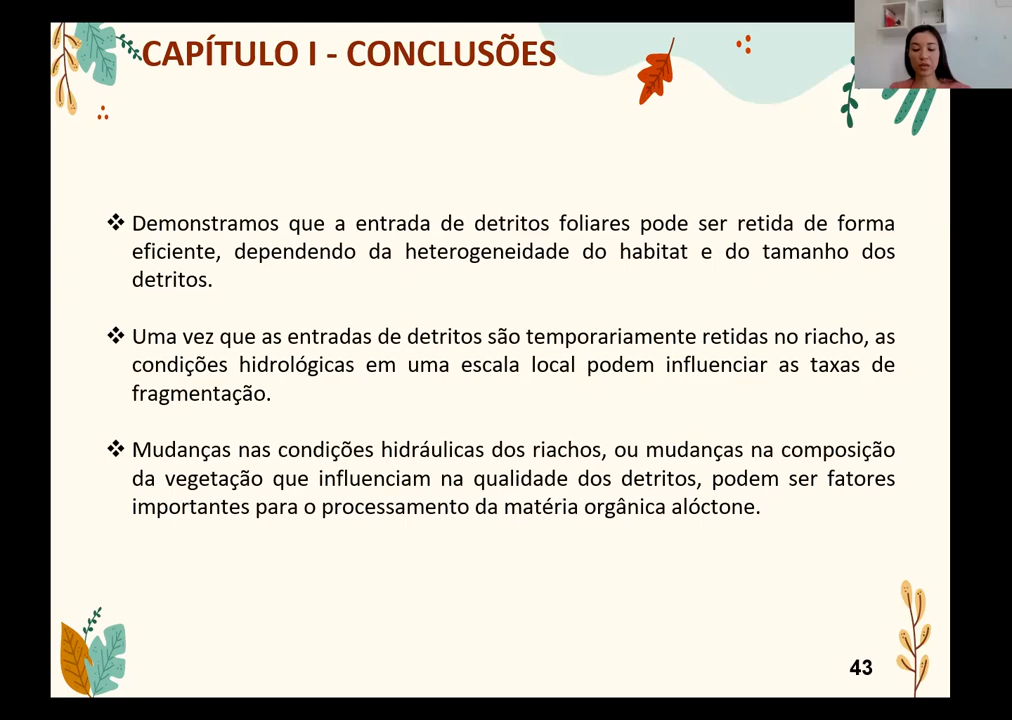 CAPÍTULO I - CONCLUSÕES
❖ Demonstramos que a entrada de detritos foliares pode ser retida de forma
eficiente, dependendo da heterogeneidade do habitat e do tamanho dos
detritos.
❖ Uma vez que as entradas de detritos são temporariamente retidas no riacho, as
condições hidrológicas em uma escala local podem influenciar as taxas de
fragmentação.
❖ Mudanças nas condições hidráulicas dos riachos, ou mudanças na composição
da vegetação que influenciam na qualidade dos detritos, podem ser fatores
importantes para o processamento da matéria orgânica alóctone.
43